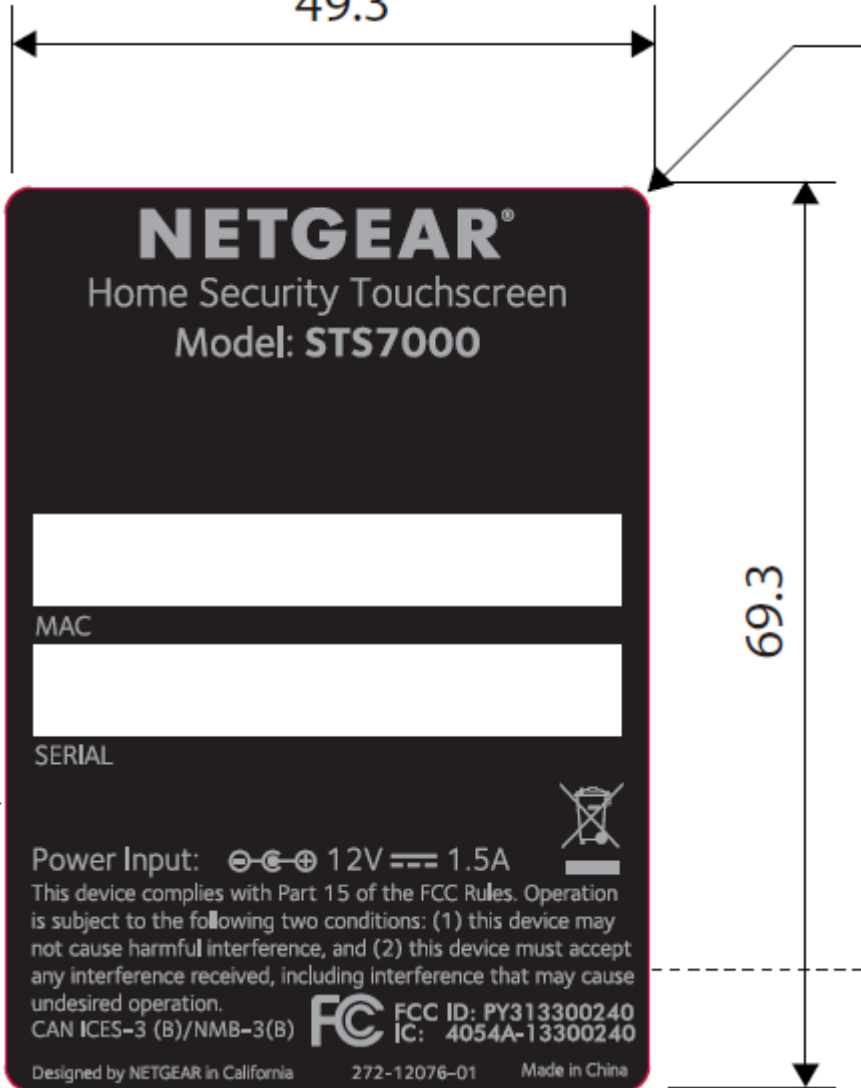 49.3
NETGEAR®
Home Security Touchscreen
Model: STS7000
69.3
MAC
SERIAL
Power Input: 12V 1.5A
This device complies with Part 15 of the FCC Rules. Operation
is subject to the following two conditions: (1) this device may
not cause harmful interference, and (2) this device must accept
any interference received, including interference that may cause
undesired operation.
CAN ICES-3 (B)/NMB-3(B)
FC FCC ID: PY313300240
IC: 4054A-13300240
Designed by NETGEAR in California 272-12076-01 Made in China